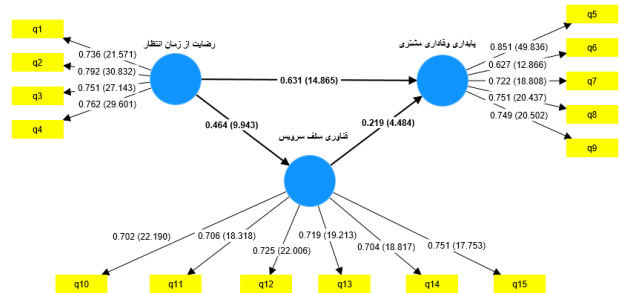 q1
q2
q3
q4
0.736 (21.571)
0.792 (30.832)
0.751 (27.143)
0.762 (29.601)
رضایت از زمان انتظار
پایداری وفاداری مشتری
q5
q6
q7
q8
q9
0.851 (49.836)
0.627 (12.866)
0.722 (18.808)
0.751 (20.437)
0.749 (20.502)
0.631 (14.865)
0.464 (9.943)
0.219 (4.484)
فناوری سلف سرویس
0.702 (22.190)
0.706 (18.318)
0.725 (22.006)
0.719 (19.213)
0.704 (18.817)
0.751 (17.753)
q10
q11
q12
q13
q14
q15